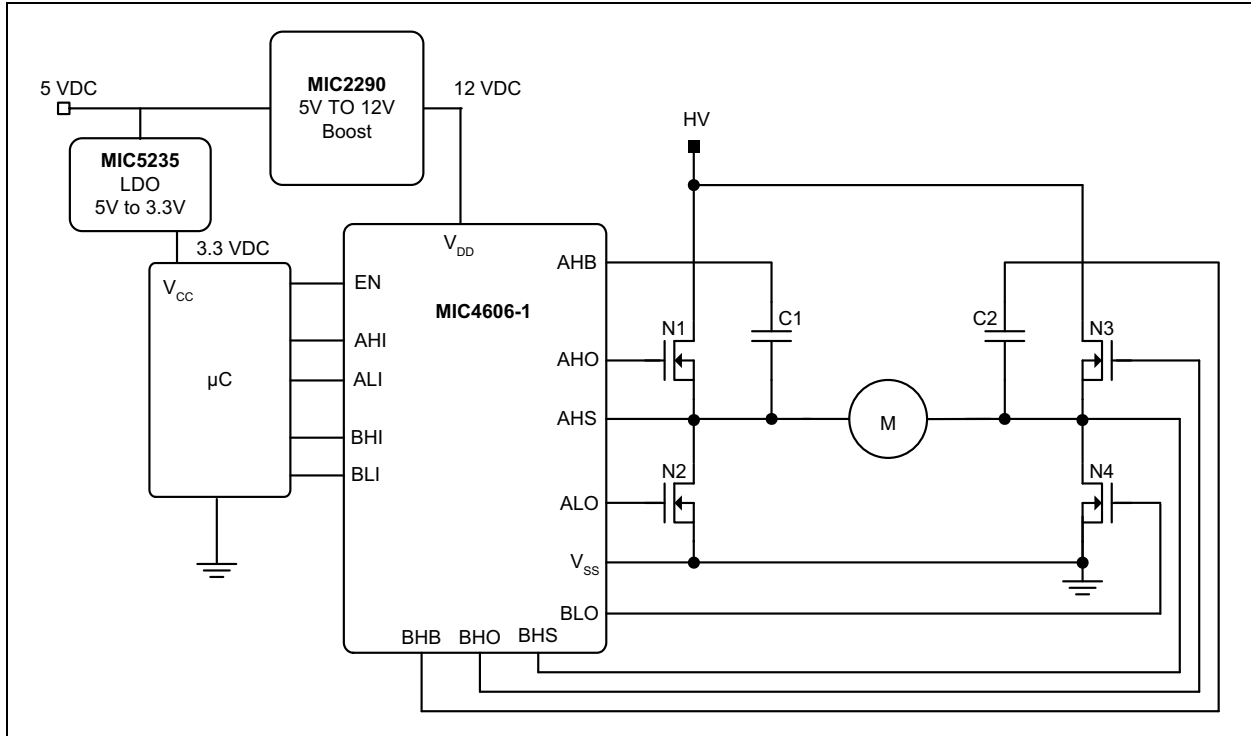 5 VDC
MIC2290
5V TO 12V
Boost
12 VDC
HV
MIC5235
LDO
5V to 3.3V
3.3 VDC
VCC
µC
VDD
MIC4606-1
EN
AHI
ALI
BHI
BLI
AHB
AHO
AHS
ALO
VSS
BLO
BHB
BHO
BHS
N1
C1
C2
N3
M
N2
N4